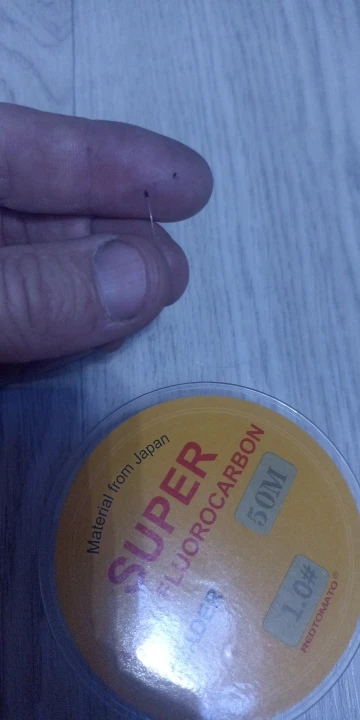 Material from Japan
SUPER
FLUOROCARBON
50M
1.0#
REDTOMATO®